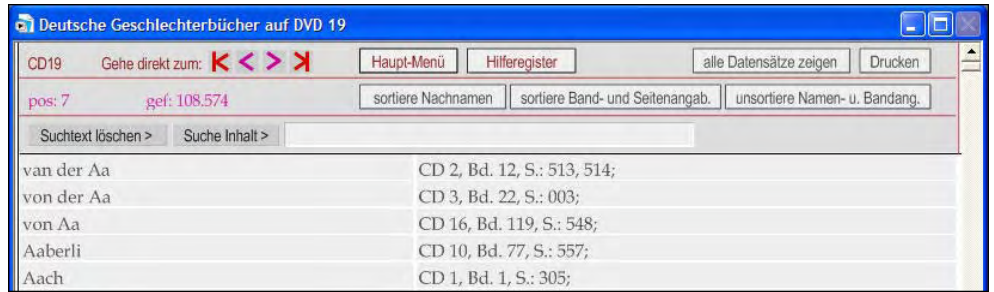 Deutsche Geschlechterbücher auf DVD 19
CD19 Gehe direkt zum: Haupt-Menü Hilferegister alle Datensätze zeigen Drucken
pos: 7 gef: 108.574 sortiere Nachnamen sortiere Band- und Seitenangab. unsortiere Namen- u. Bandang.
Suchtext löschen > Suche Inhalt >
van der Aa CD 2, Bd. 12, S.: 513, 514;
von der Aa CD 3, Bd. 22, S.: 003;
von Aa CD 16, Bd. 119, S.: 548;
Aaberli CD 10, Bd. 77, S.: 557;
Aach CD 1, Bd. 1, S.: 305;